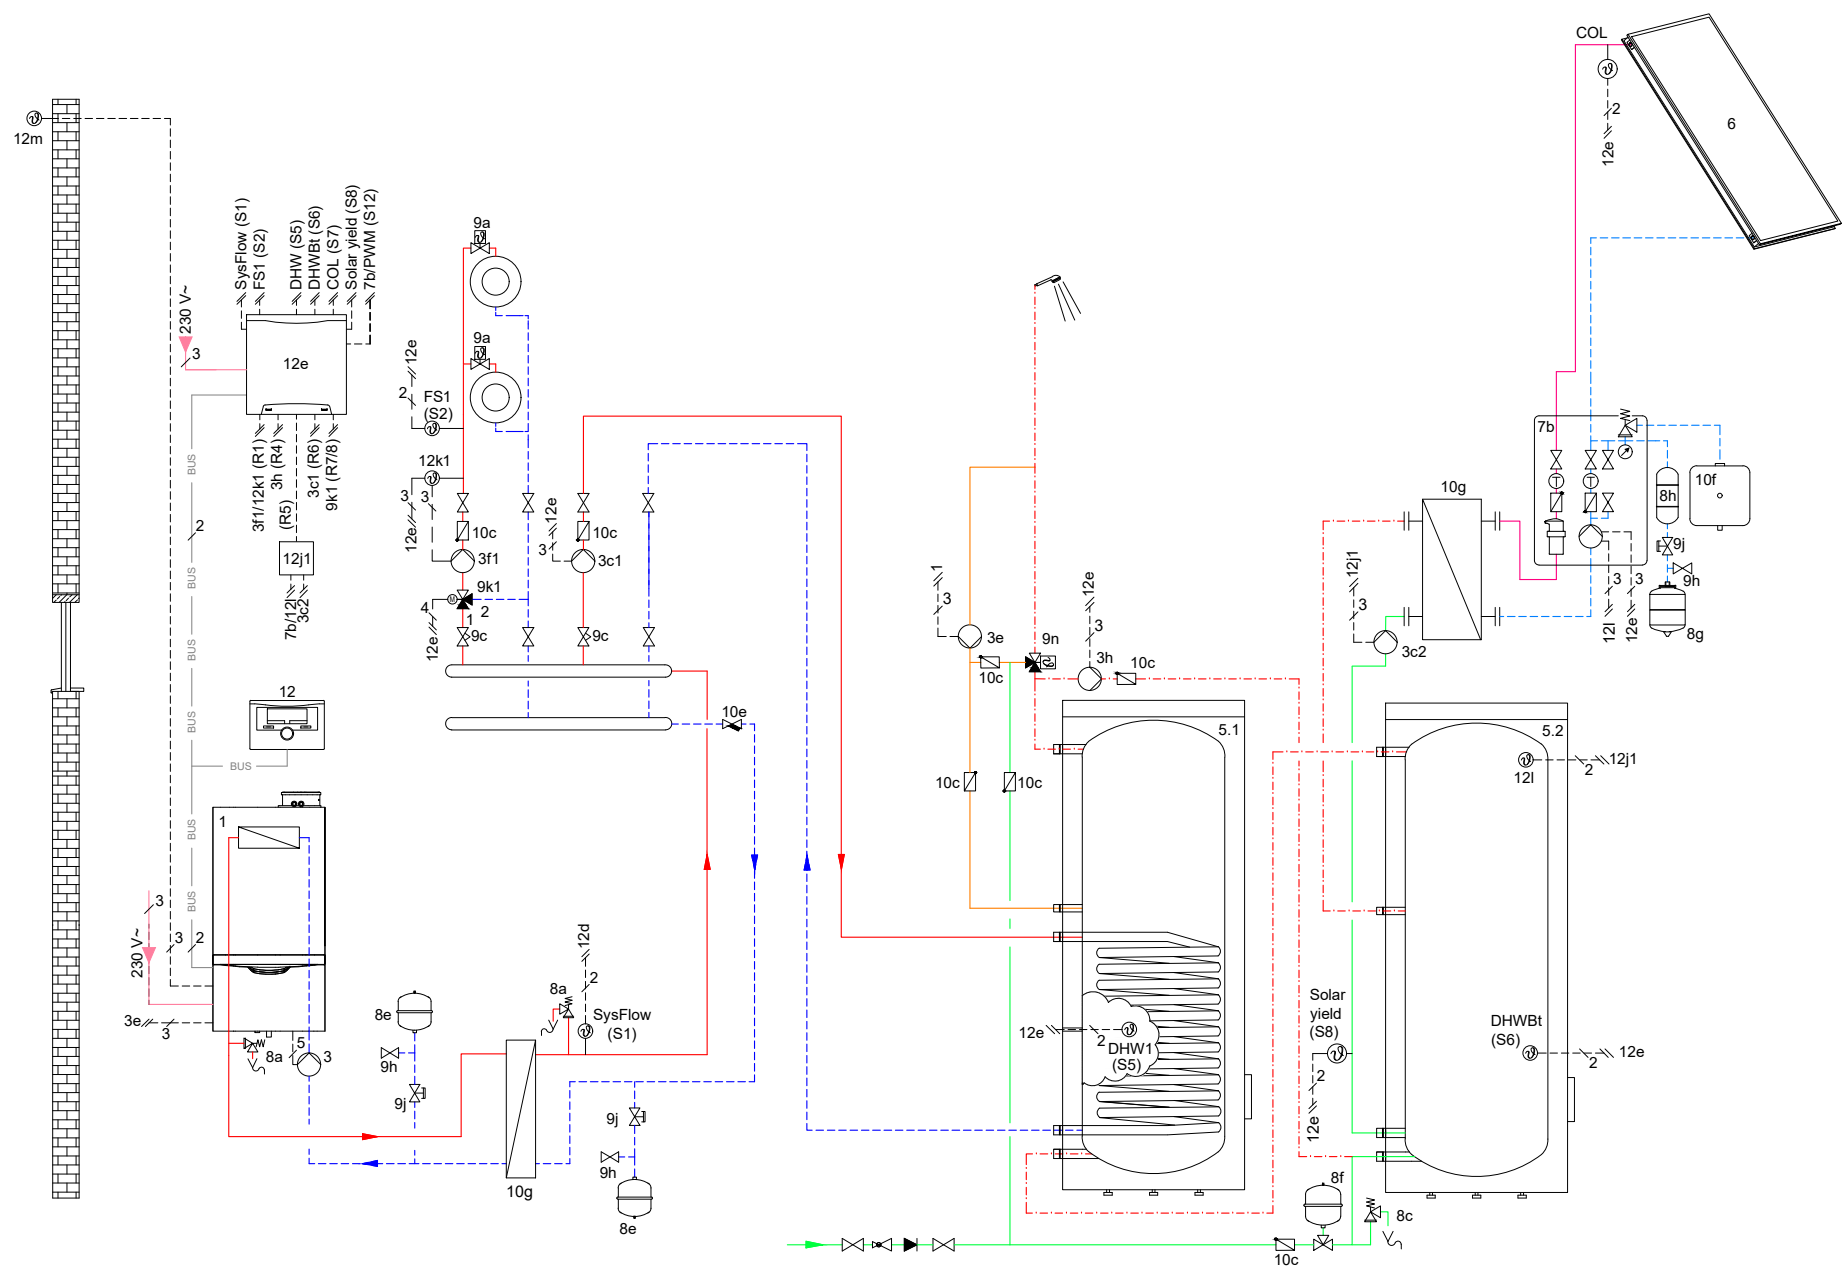 COL
2
12e
6
12m
SysFlow (S1)
FS1 (S2)
DHW (S5)
DHWBt (S6)
COL (S7)
Solar yield (S8)
7b/PWM (S12)
230 V~
3
12e
3f1/12k1 (R1)
3h (R4)
(R5)
3c1 (R6)
9k1 (R7/8)
12j1
7b/12l
3c2
BUS
2
BUS
BUS
BUS
BUS
BUS
12
1
3
230 V~
3
2
3e
3
8a
5
3
9a
9a
12e
2
FS1
(S2)
12k1
3
3
12e
10c
3f1
12e
3
10c
3c1
9k1
2
1
4
12e
9c
9c
10e
8e
9h
9j
10g
8a
12d
2
SysFlow
(S1)
9j
9h
8e
1
3
3e
10c
9n
12e
3
3h
10c
10c
10c
5.1
12e
2
DHW1
(S5)
12j1
3
3c2
10g
7b
8h
10f
9j
9h
8g
3
12l
3
12e
5.2
12l
2
12j1
Solar
yield
(S8)
2
12e
DHWBt
(S6)
2
12e
8f
8c
10c